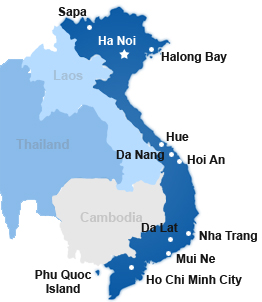 Sapa
Ha Noi
Halong Bay
Laos
Hue
Thailand
Da Nang
Hoi An
Cambodia
Da Lat
Nha Trang
Mui Ne
Phu Quoc
Island
Ho Chi Minh City